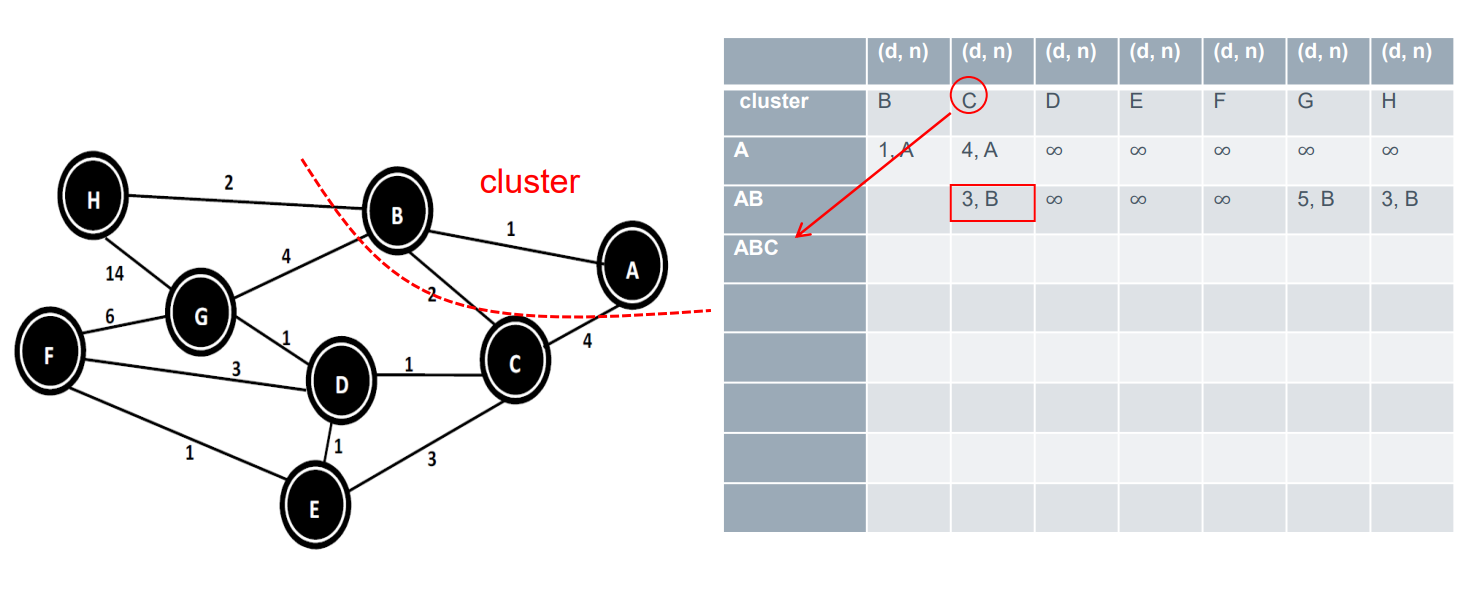 cluster
H
2
B
1
A
4
14
2
G
6
F
1
3
D
1
C
4
1
3
1
E
(d, n) (d, n) (d, n) (d, n) (d, n) (d, n) (d, n)
cluster B C D E F G H
A 1, A 4, A ∞ ∞ ∞ ∞ ∞
AB 3, B ∞ ∞ ∞ 5, B 3, B
ABC